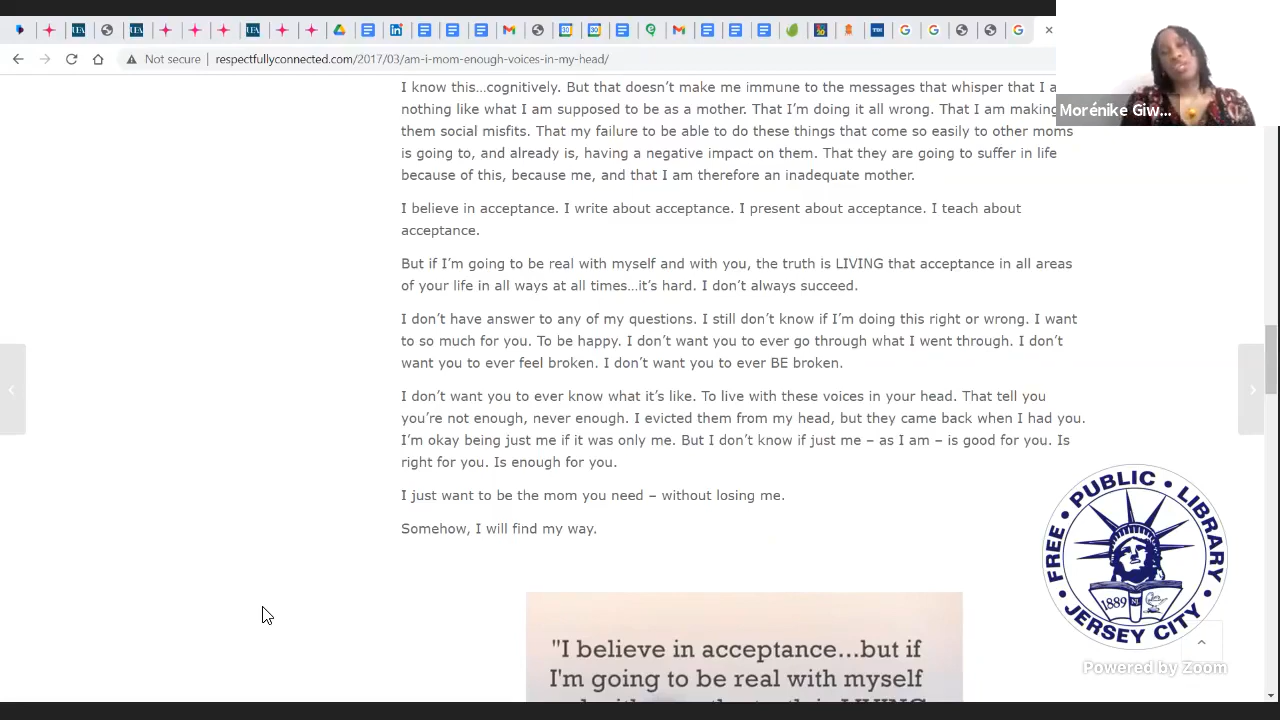 Not secure
respectfullyconnected.com/2017/03/am-i-mom-enough-voices-in-my-head/
Morénike Giw...
I know this…cognitively. But that doesn’t make me immune to the messages that whisper that I a
nothing like what I am supposed to be as a mother. That I’m doing it all wrong. That I am making
them social misfits. That my failure to be able to do these things that come so easily to other moms
is going to, and already is, having a negative impact on them. That they are going to suffer in life
because of this, because me, and that I am therefore an inadequate mother.
I believe in acceptance. I write about acceptance. I present about acceptance. I teach about
acceptance.
But if I’m going to be real with myself and with you, the truth is LIVING that acceptance in all areas
of your life in all ways at all times…it’s hard. I don’t always succeed.
I don’t have answer to any of my questions. I still don’t know if I’m doing this right or wrong. I want
to so much for you. To be happy. I don’t want you to ever go through what I went through. I don’t
want you to ever feel broken. I don’t want you to ever BE broken.
I don’t want you to ever know what it’s like. To live with these voices in your head. That tell you
you’re not enough, never enough. I evicted them from my head, but they came back when I had you.
I’m okay being just me if it was only me. But I don’t know if just me – as I am – is good for you. Is
right for you. Is enough for you.
I just want to be the mom you need – without losing me.
Somehow, I will find my way.
"I believe in acceptance...but if
I'm going to be real with myself
FREE • PUBLIC • LIBRARY
1889
JERSEY CITY
Powered by Zoom